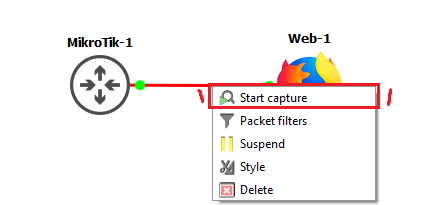 MikroTik-1
Web-1
Start capture
Packet filters
Suspend
Style
Delete